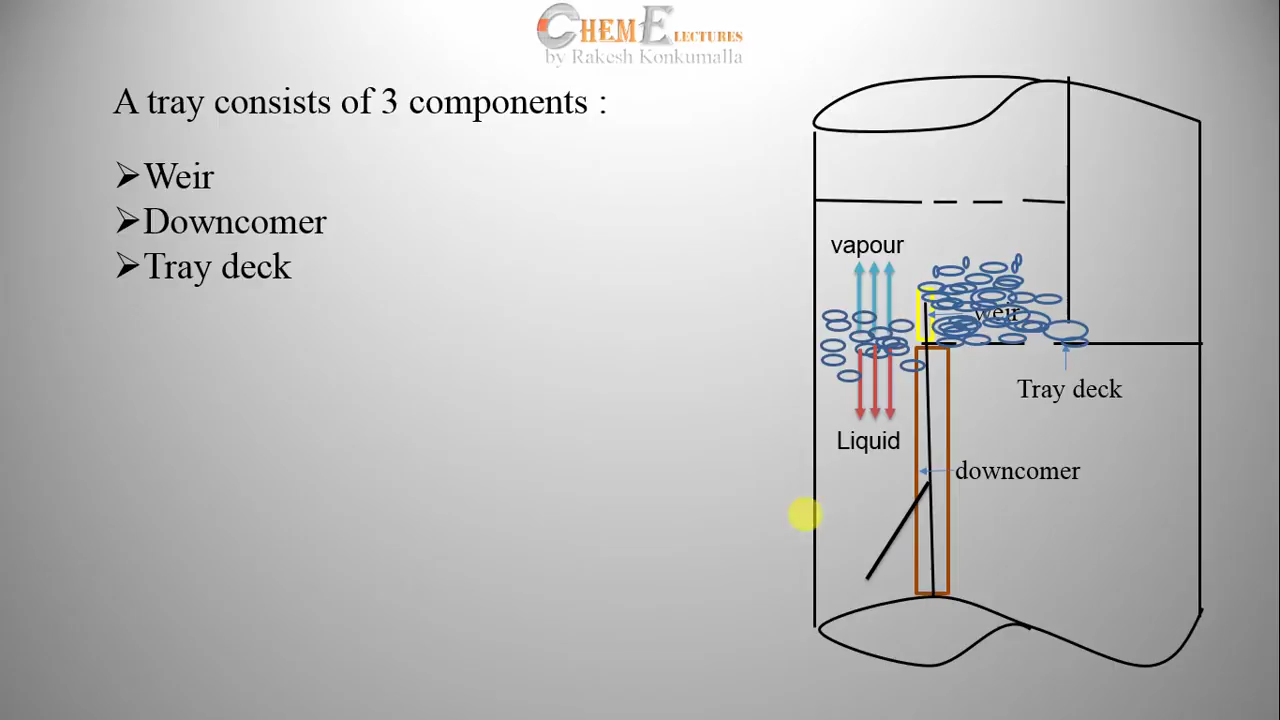 CHEME LECTURES
by Rakesh Konkumalla
A tray consists of 3 components :
Weir
Downcomer
Tray deck
vapour
weir
Tray deck
Liquid
downcomer